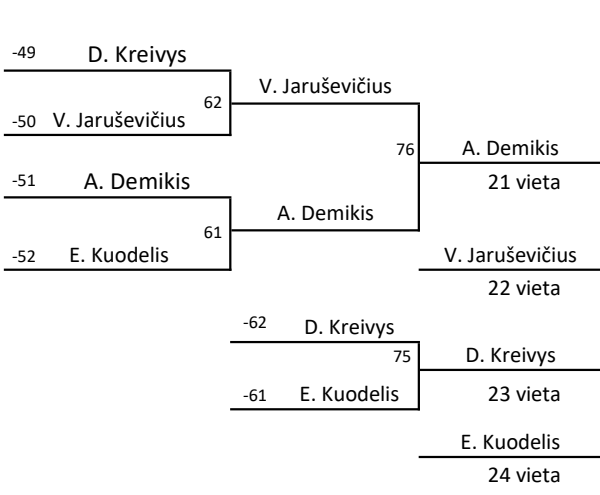 -49 D. Kreivys
V. Jaruševičius
62
-50 V. Jaruševičius
76 A. Demikis
-51 A. Demikis
21 vieta
A. Demikis
61
-52 E. Kuodelis
V. Jaruševičius
22 vieta
-62 D. Kreivys
75 D. Kreivys
-61 E. Kuodelis
23 vieta
E. Kuodelis
24 vieta